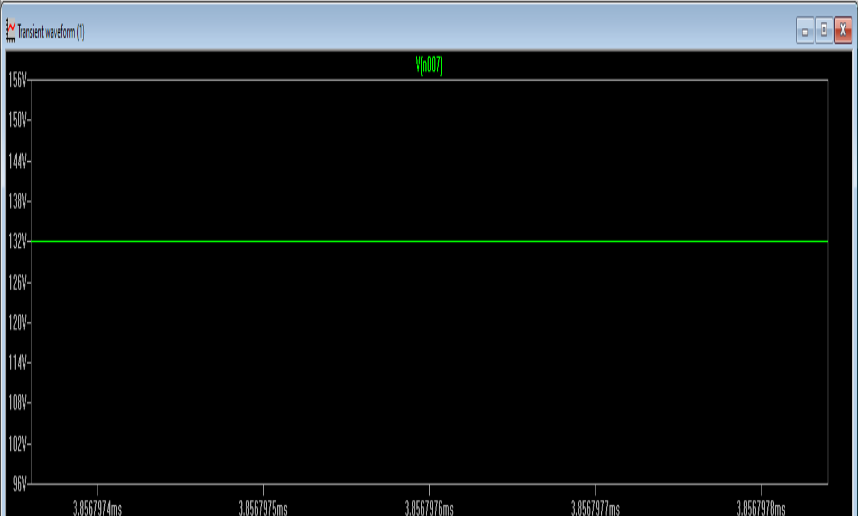 Transient waveform (1)
V(n007)
156V
150V
144V
138V
132V
126V
120V
114V
108V
102V
96V
3.8567974ms 3.8567975ms 3.8567976ms 3.8567977ms 3.8567978ms